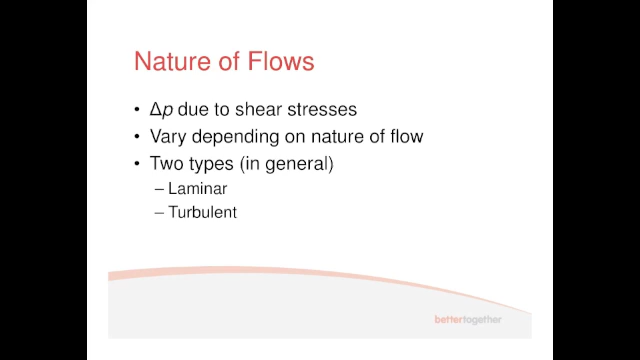 Nature of Flows
• Δp due to shear stresses
• Vary depending on nature of flow
• Two types (in general)
– Laminar
– Turbulent
bettertogether